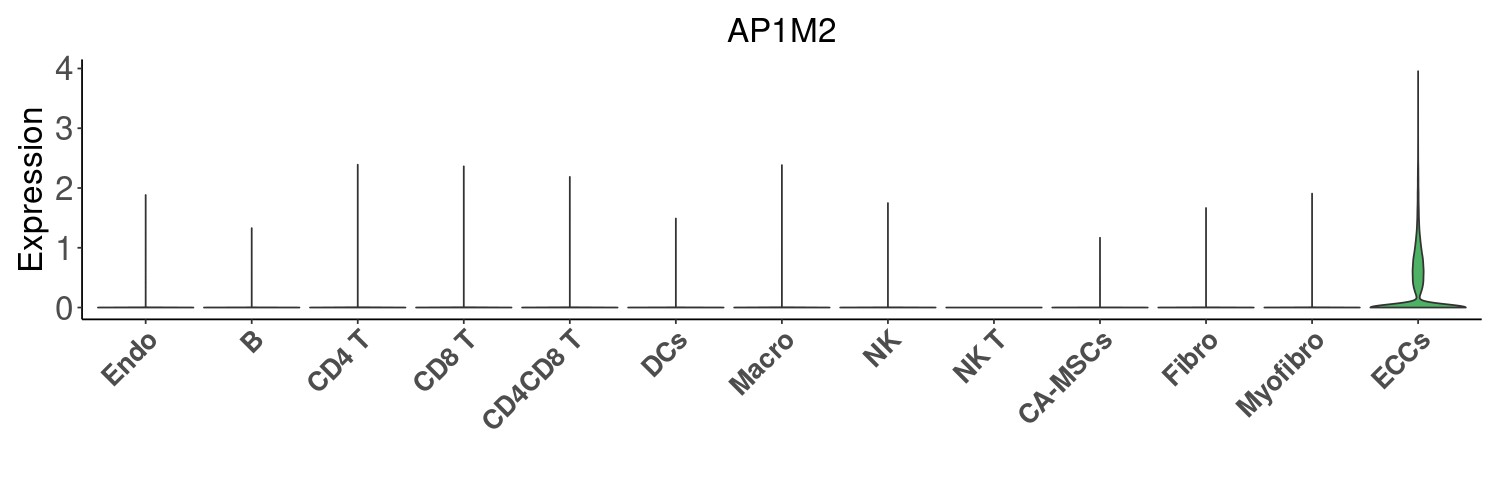 AP1M2
Expression
4
3
2
1
0
Endo
B
CD4 T
CD8 T
CD4CD8 T
DCs
Macro
NK
NK T
CA-MSCs
Fibro
Myofibro
ECCs